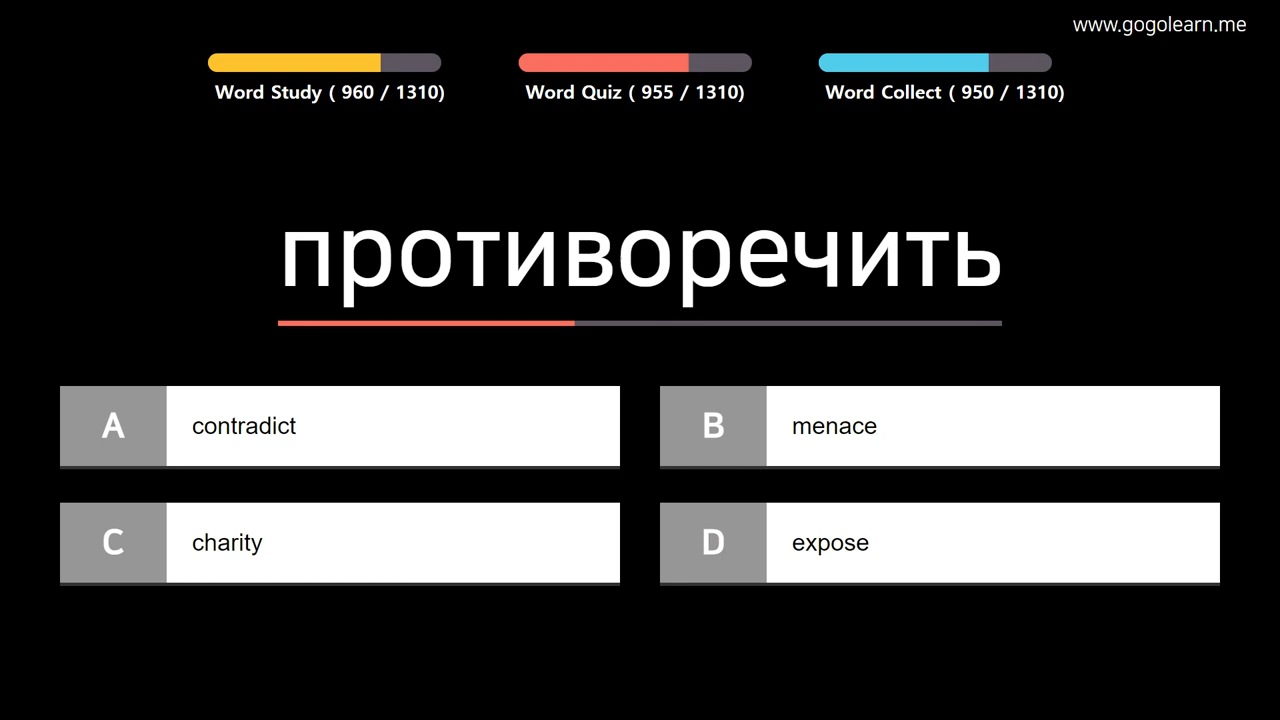 www.gogolearn.me
Word Study ( 960 / 1310)
Word Quiz ( 955 / 1310)
Word Collect ( 950 / 1310)
противоречить
A contradict
B menace
C charity
D expose